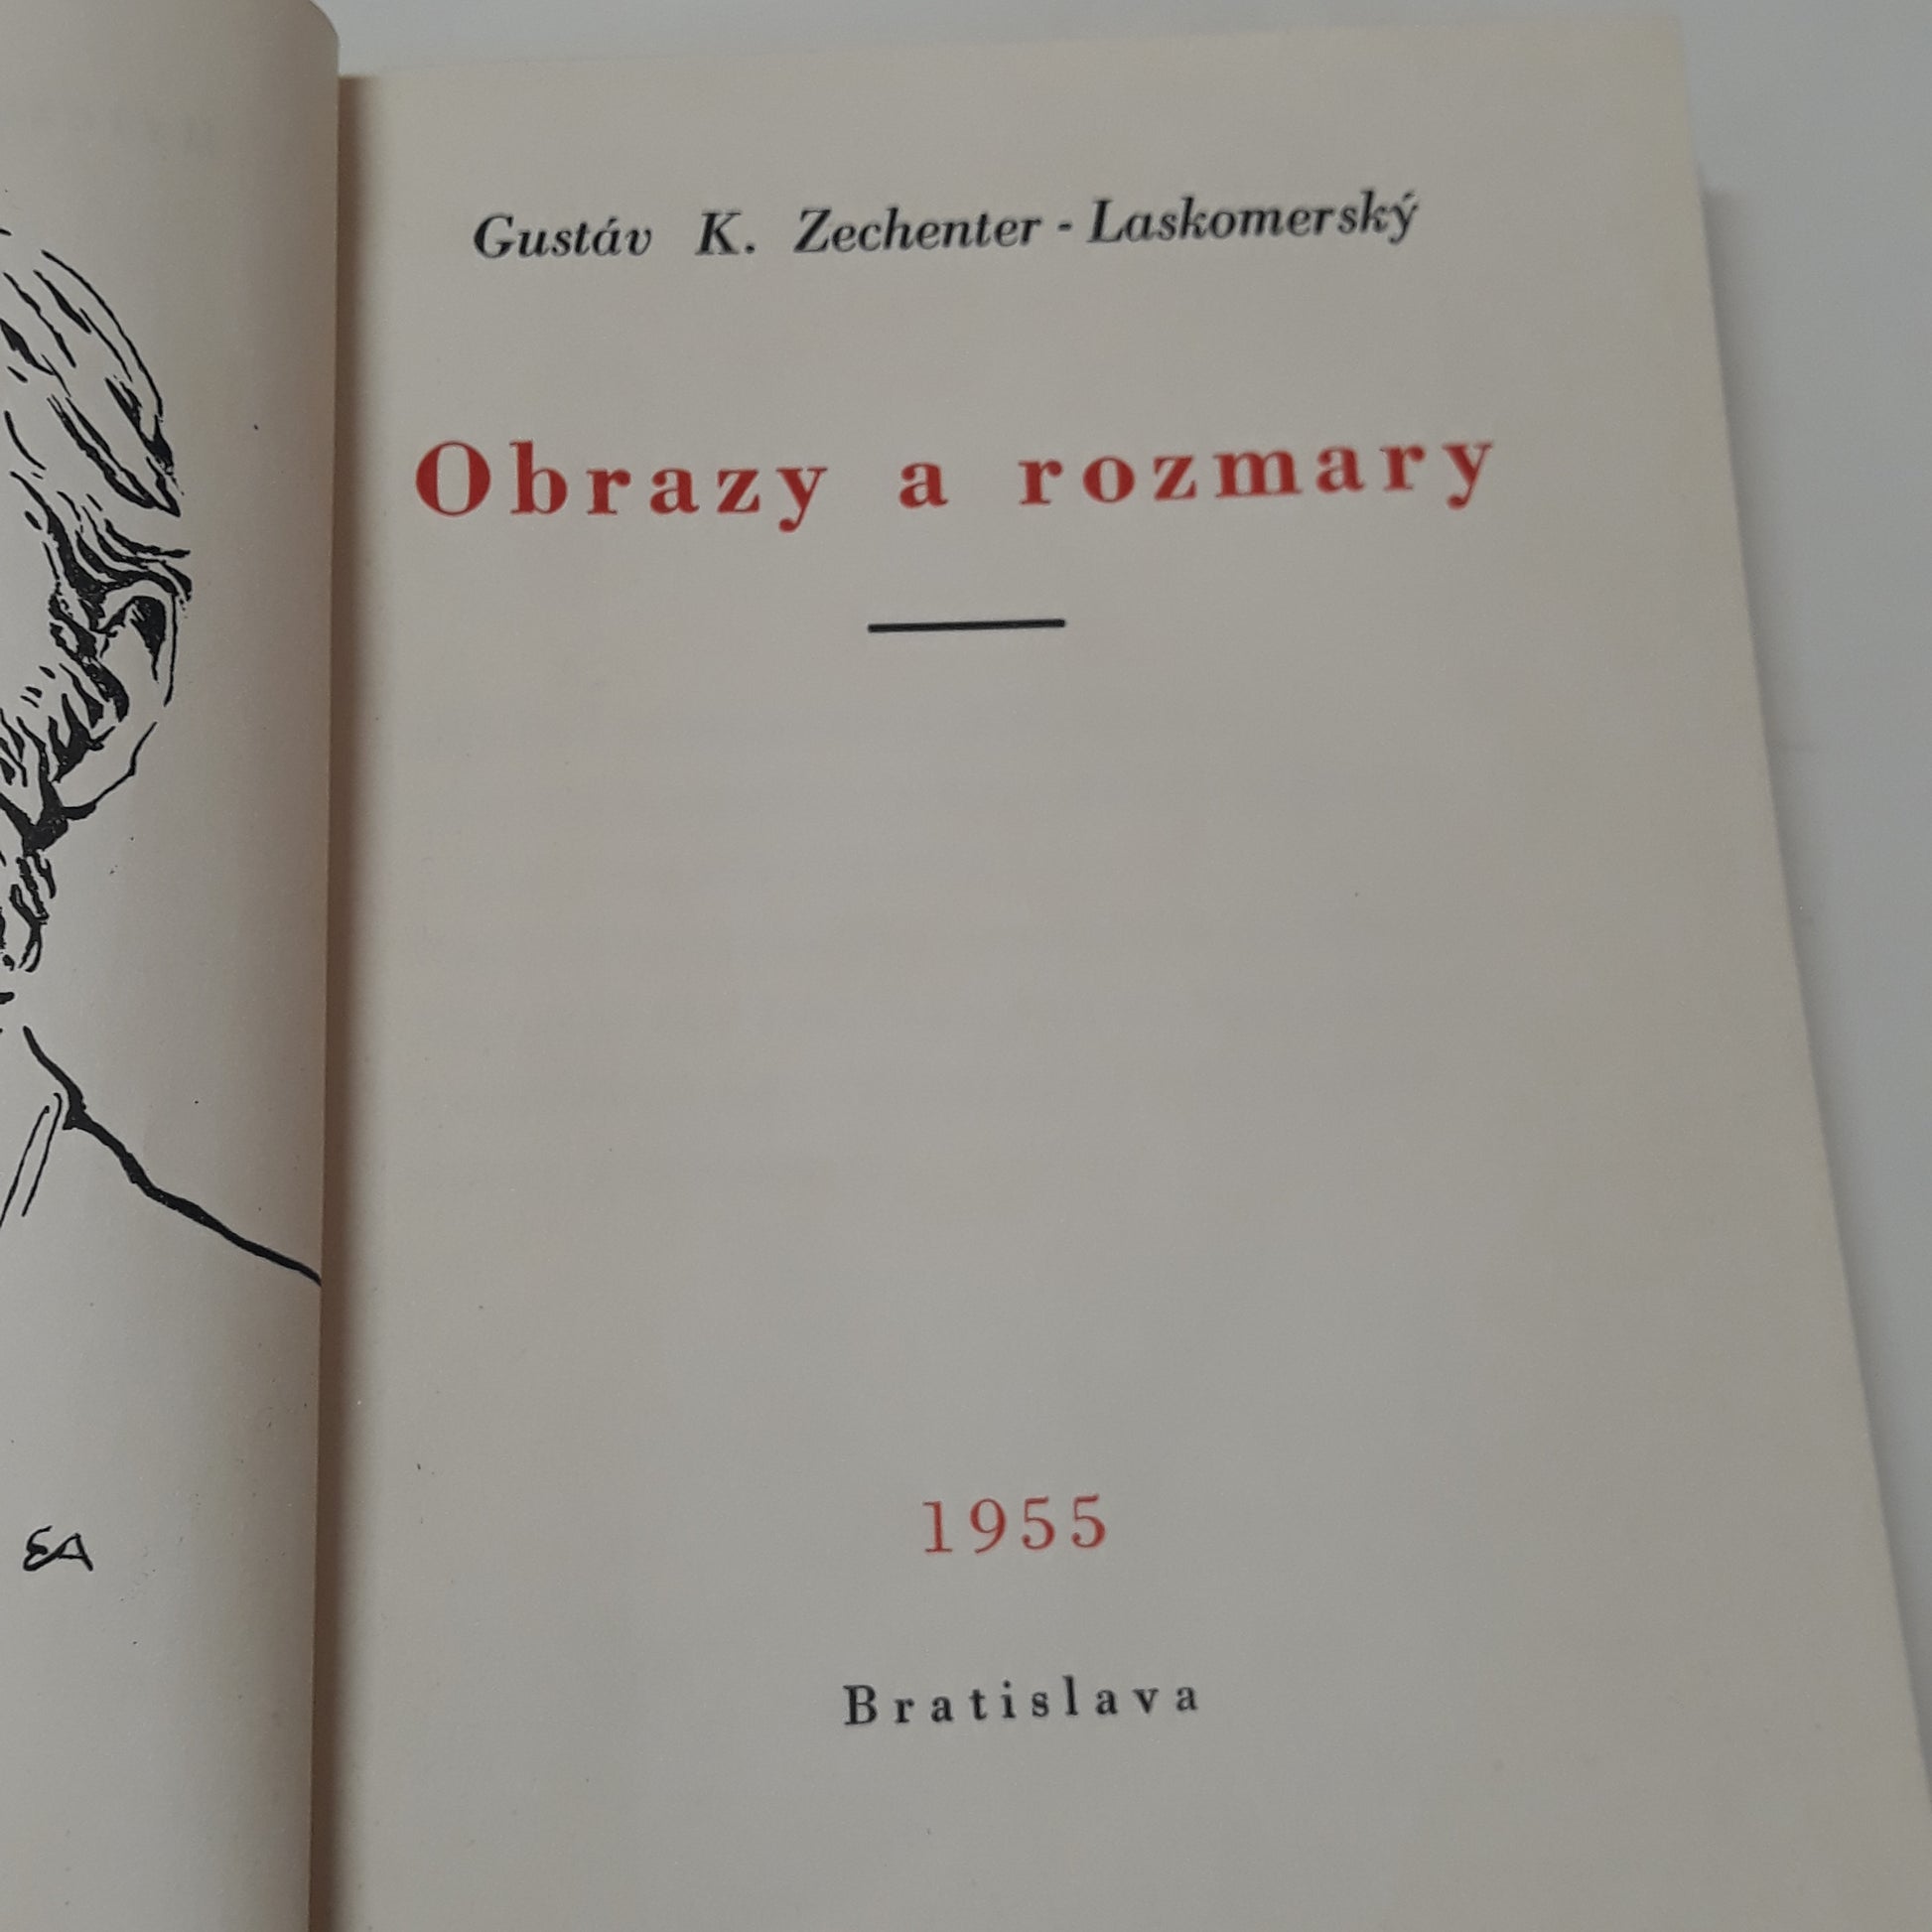 Gustáv K. Zechenter - Laskomerský
Obrazy a rozmary
1955
Bratislava
EA